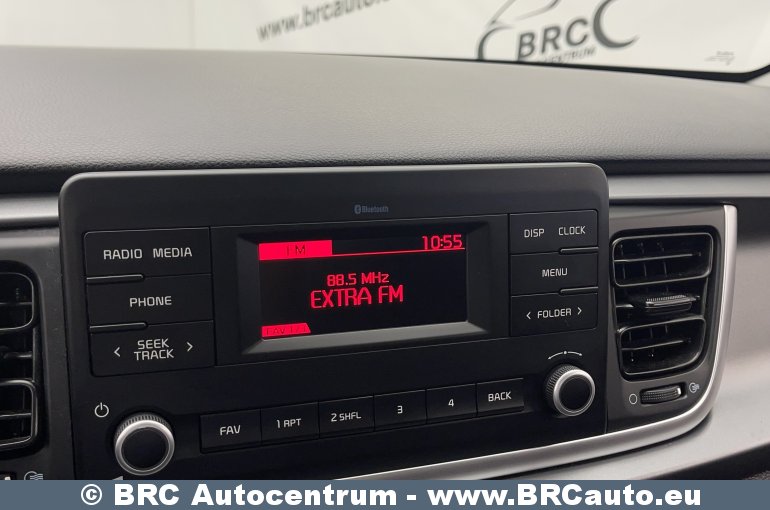 www.brcauto.
BRC
CENTRUM
Bluetooth
RADIO MEDIA
PHONE
< SEEK TRACK >
FM 10:55
88.5 MHz
EXTRA FM
DISP CLOCK
MENU
< FOLDER >
FAV 1 RPT 2 SHFL 3 4 BACK
© BRC Autocentrum - www.BRCauto.eu